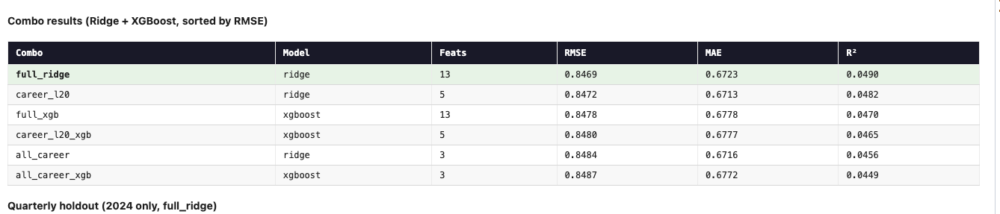 Combo results (Ridge + XGBoost, sorted by RMSE)
Combo Model Feats RMSE MAE R²
full_ridge ridge 13 0.8469 0.6723 0.0490
career_l20 ridge 5 0.8472 0.6713 0.0482
full_xgb xgboost 13 0.8478 0.6778 0.0470
career_l20_xgb xgboost 5 0.8480 0.6777 0.0465
all_career ridge 3 0.8484 0.6716 0.0456
all_career_xgb xgboost 3 0.8487 0.6772 0.0449
Quarterly holdout (2024 only, full_ridge)